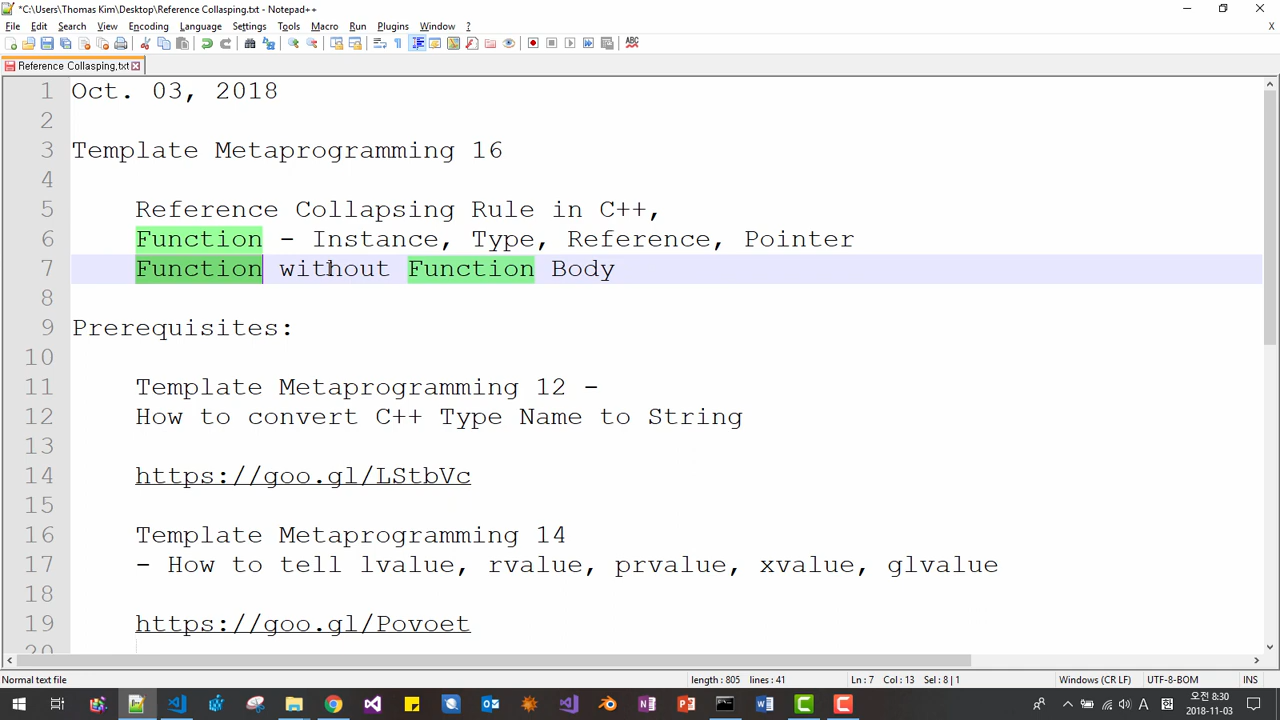 *C:\Users\Thomas Kim\Desktop\Reference Collasping.txt - Notepad++
File Edit Search View Encoding Language Settings Tools Macro Run Plugins Window ?
X
ABC
Reference Collasping.txt
1 Oct. 03, 2018
2
3 Template Metaprogramming 16
4
5 Reference Collapsing Rule in C++,
6 Function - Instance, Type, Reference, Pointer
7 Function without Function Body
8
9 Prerequisites:
10
11 Template Metaprogramming 12 -
12 How to convert C++ Type Name to String
13
14 https://goo.gl/LStbVc
15
16 Template Metaprogramming 14
17 - How to tell lvalue, rvalue, prvalue, xvalue, glvalue
18
19 https://goo.gl/Povoet
20
Normal text file length : 805 lines : 41 Ln : 7 Col : 13 Sel : 8 | 1 Windows (CR LF) UTF-8-BOM INS
A 오전 8:30
2018-11-03